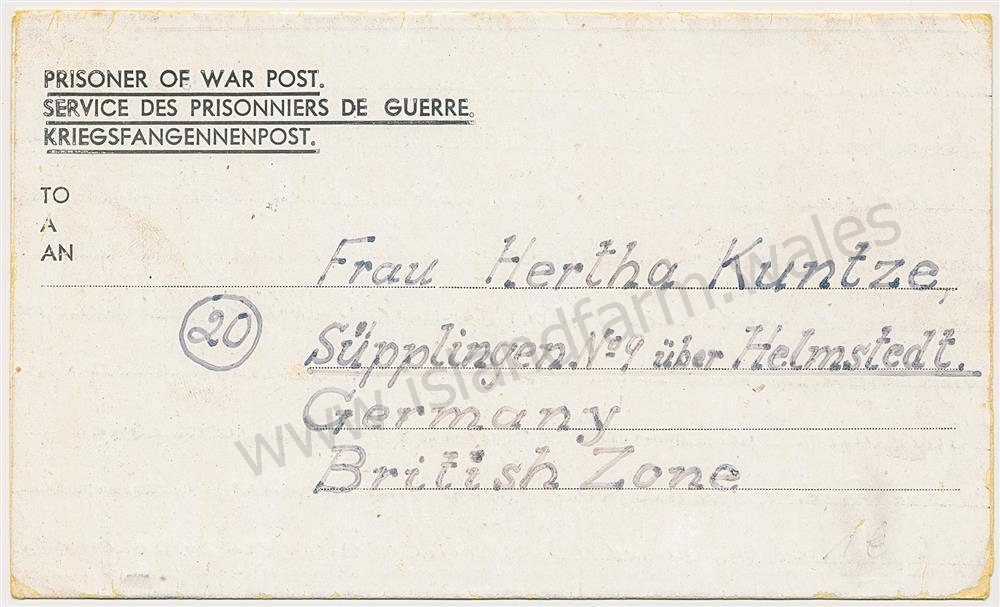 PRISONER OF WAR POST.
SERVICE DES PRISONNIERS DE GUERRE.
KRIEGSFANGENNENPOST.
TO
A
AN
Frau Hertha Kuntze,
20
Süpplingen. No 9, über Helmstedt.
Germany
British Zone
www.islandfarm.wales